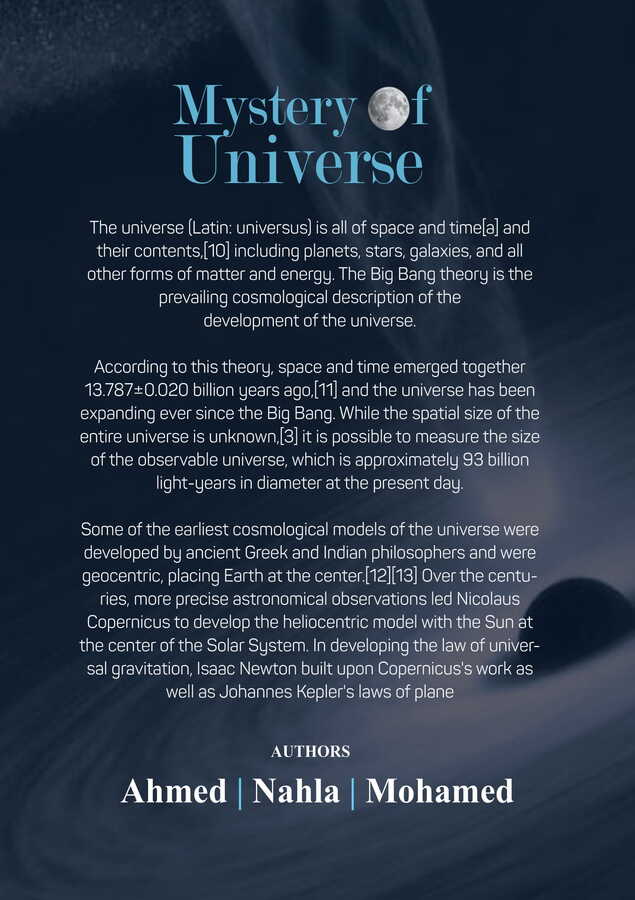 Mystery of
Universe
The universe (Latin: universus) is all of space and time[a] and
their contents,[10] including planets, stars, galaxies, and all
other forms of matter and energy. The Big Bang theory is the
prevailing cosmological description of the
development of the universe.
According to this theory, space and time emerged together
13.787±0.020 billion years ago,[11] and the universe has been
expanding ever since the Big Bang. While the spatial size of the
entire universe is unknown,[3] it is possible to measure the size
of the observable universe, which is approximately 93 billion
light-years in diameter at the present day.
Some of the earliest cosmological models of the universe were
developed by ancient Greek and Indian philosophers and were
geocentric, placing Earth at the center.[12][13] Over the centu-
ries, more precise astronomical observations led Nicolaus
Copernicus to develop the heliocentric model with the Sun at
the center of the Solar System. In developing the law of univer-
sal gravitation, Isaac Newton built upon Copernicus's work as
well as Johannes Kepler's laws of plane
AUTHORS
Ahmed | Nahla | Mohamed